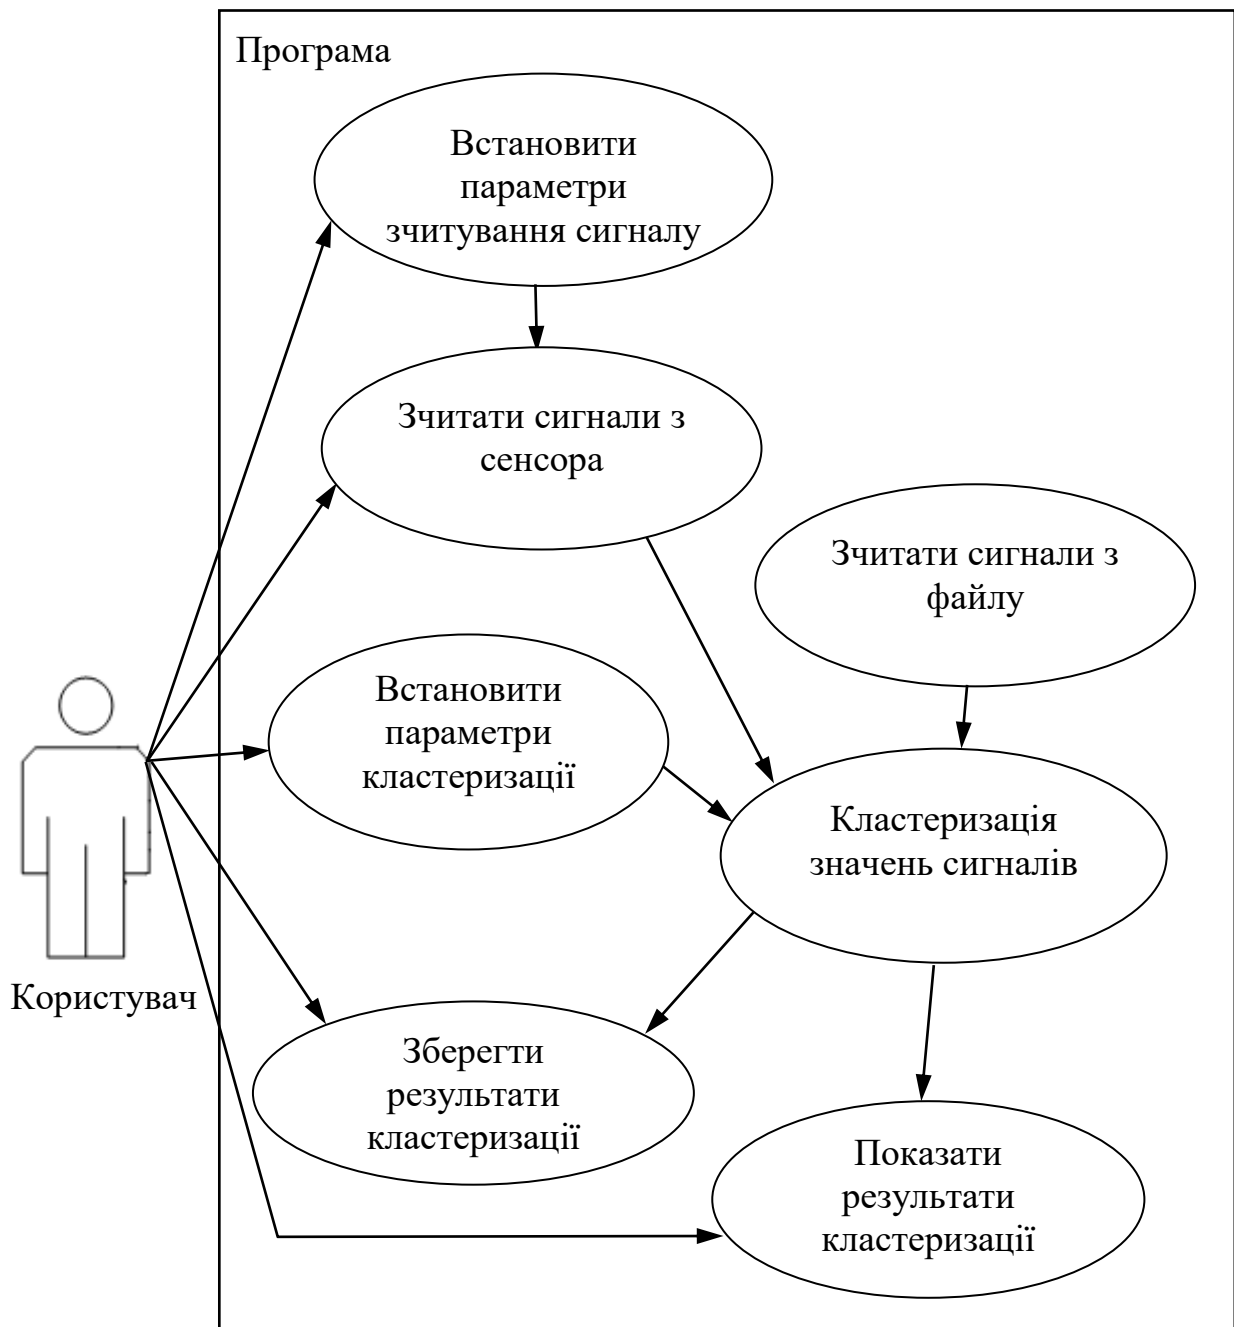 Програма
Встановити
параметри
зчитування сигналу
Зчитати сигнали з
сенсора
Зчитати сигнали з
файлу
Встановити
параметри
кластеризації
Кластеризація
значень сигналів
Користувач
Зберегти
результати
кластеризації
Показати
результати
кластеризації